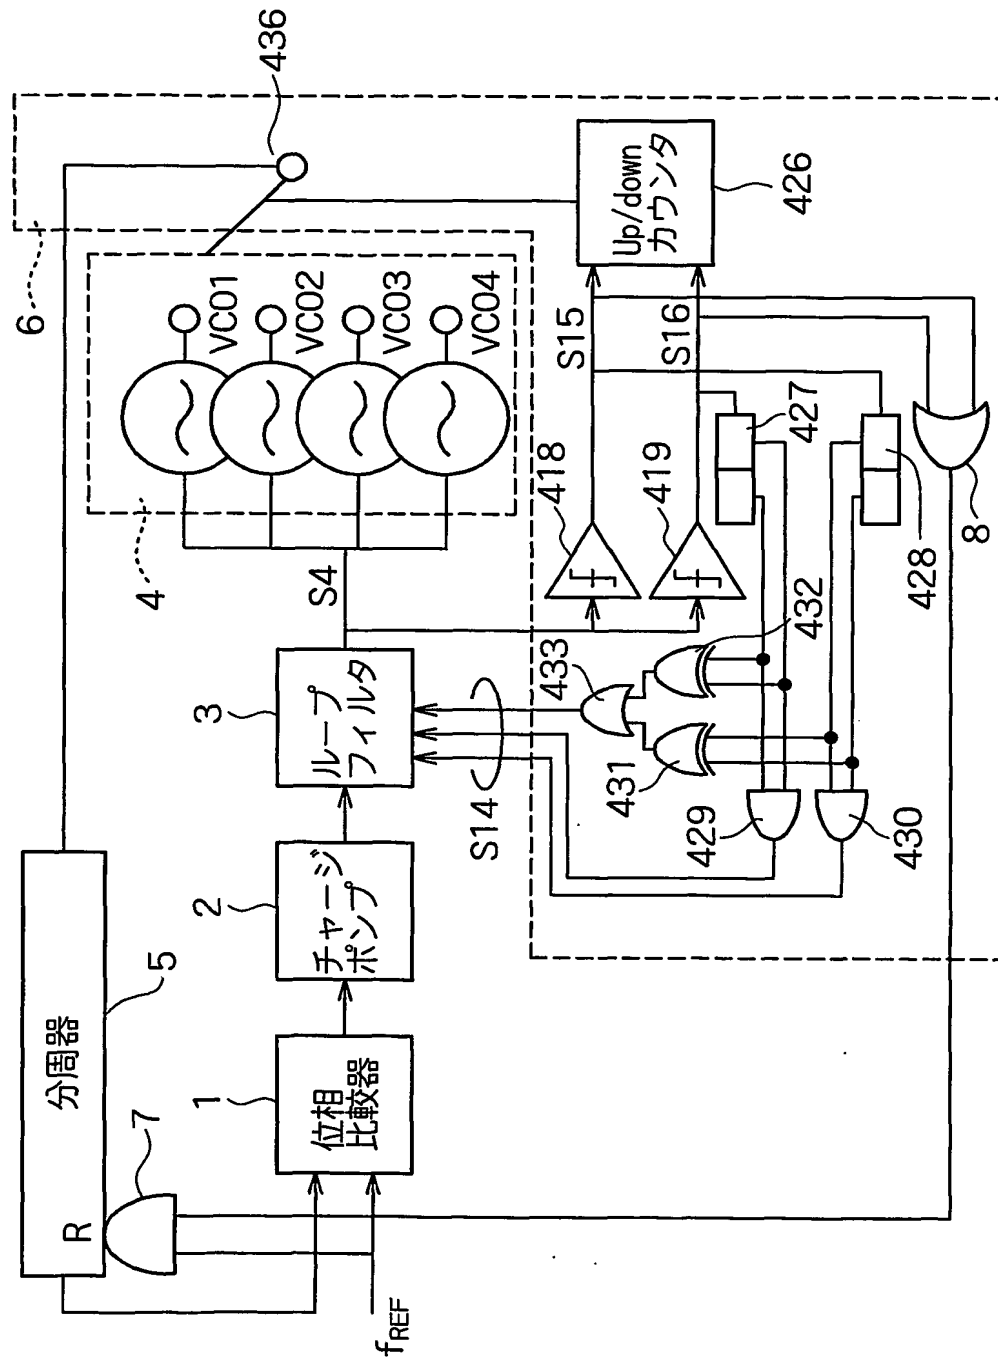 分周器
5
R
7
fREF
1
位相
比較器
2
チャージ
ポンプ
3
ループ
フィルタ
S4
4
VCO1
VCO2
VCO3
VCO4
6
436
S14
433
431
432
429
430
418
419
S15
S16
427
428
8
Up/down
カウンタ
426